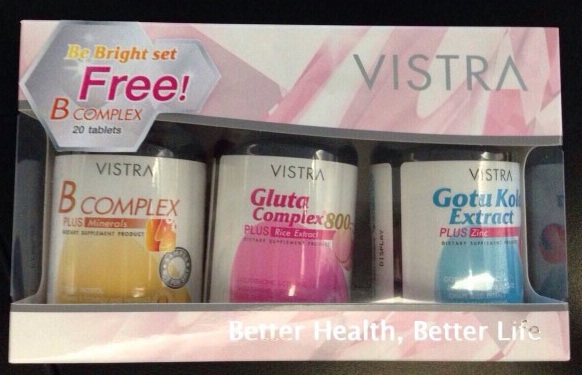 Be Bright set
Free!
B COMPLEX
20 tablets
VISTRA
VISTRA
B COMPLEX
PLUS Minerals
DIETARY SUPPLEMENT PRODUCT
VISTRA
Gluta
Complex 800
PLUS Rice Extract
DIETARY SUPPLEMENT PRODUCT
DISPLAY
VISTRA
Gotu Kola
Extract
PLUS Zinc
DIETARY SUPPLEMENT PRODUCT
Better Health, Better Life